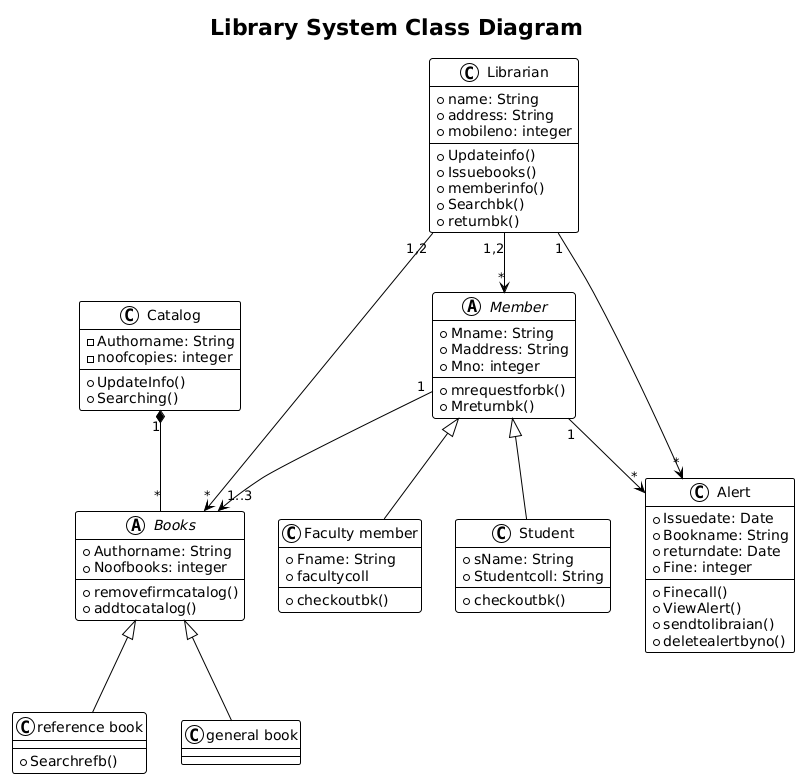 Library System Class Diagram
C Librarian
name: String
address: String
mobileno: integer
Updateinfo()
Issuebooks()
memberinfo()
Searchbk()
returnbk()
1,2
1,2
1
*
C Catalog
Authorname: String
noofcopies: integer
UpdateInfo()
Searching()
1
*
A Member
Mname: String
Maddress: String
Mno: integer
mrequestforbk()
Mreturnbk()
1
1
*
*
*
1..3
A Books
Authorname: String
Noofbooks: integer
removefirmcatalog()
addtocatalog()
C Faculty member
Fname: String
facultycoll
checkoutbk()
C Student
sName: String
Studentcoll: String
checkoutbk()
C Alert
Issuedate: Date
Bookname: String
returndate: Date
Fine: integer
Finecall()
ViewAlert()
sendtolibraian()
deletealertbyno()
C reference book
Searchrefb()
C general book